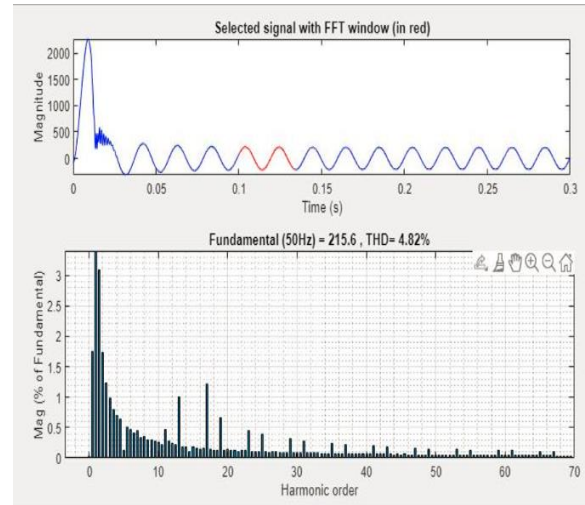 Selected signal with FFT window (in red)
2000
1500
1000
500
0
Magnitude
0 0.05 0.1 0.15 0.2 0.25 0.3
Time (s)
Fundamental (50Hz) = 215.6 , THD= 4.82%
3
2.5
2
1.5
1
0.5
0
Mag (% of Fundamental)
0 10 20 30 40 50 60 70
Harmonic order